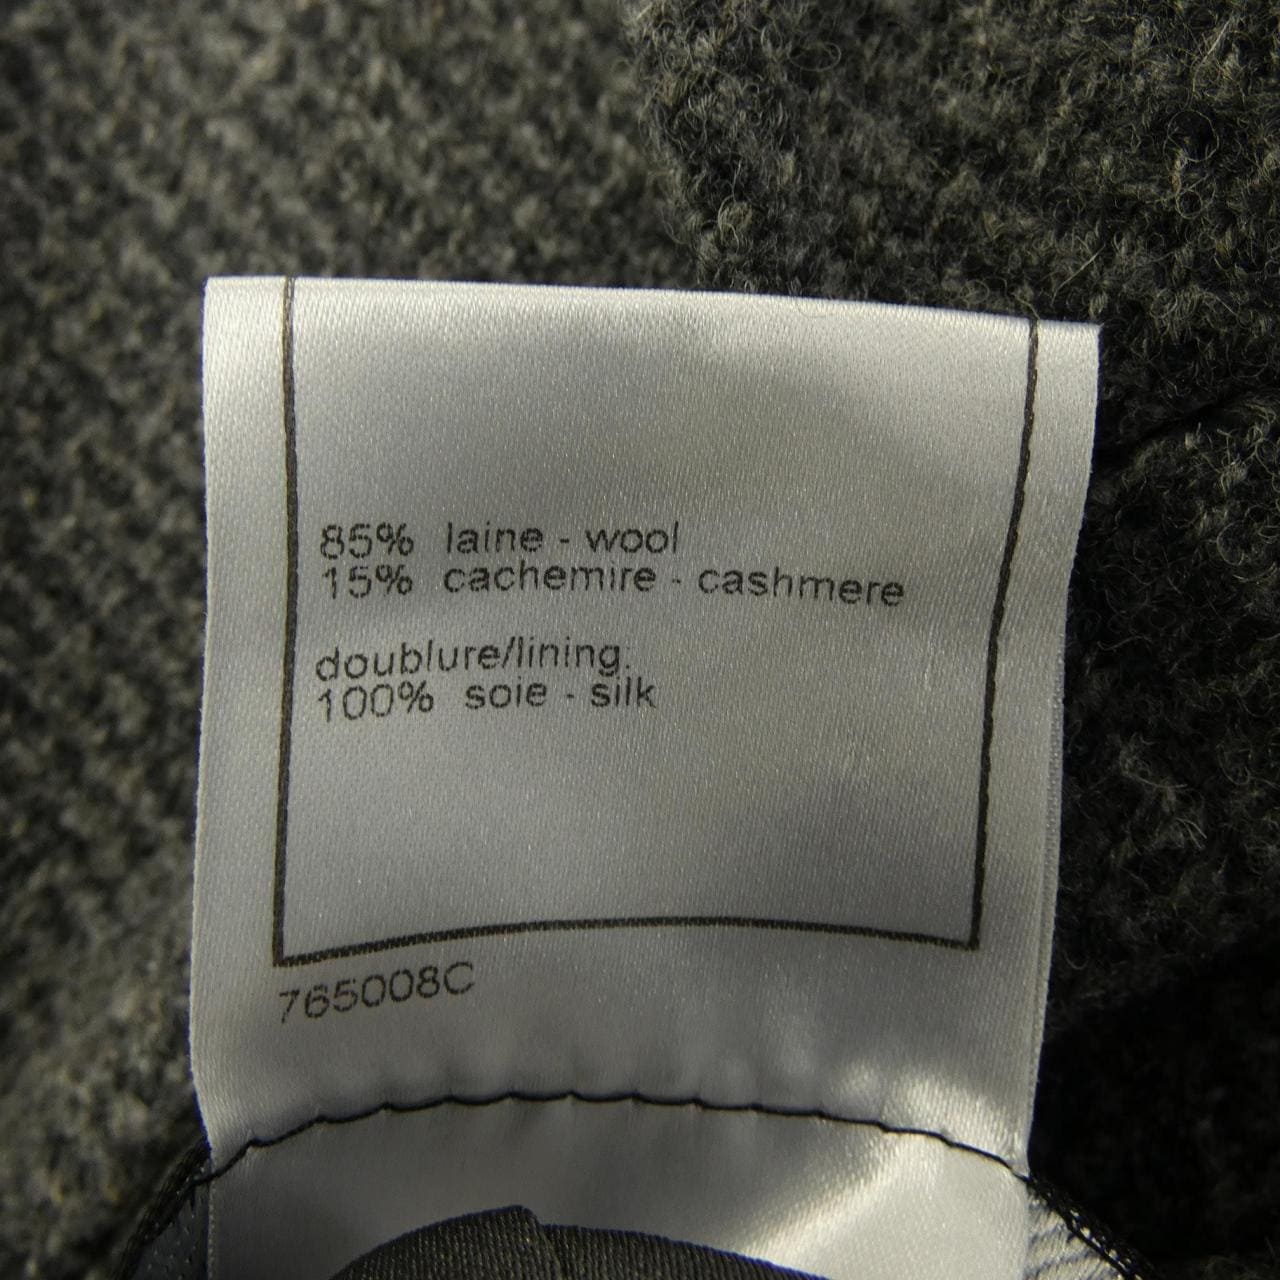 85% laine - wool
15% cachemire - cashmere
doublure/lining:
100% soie - silk
765008C